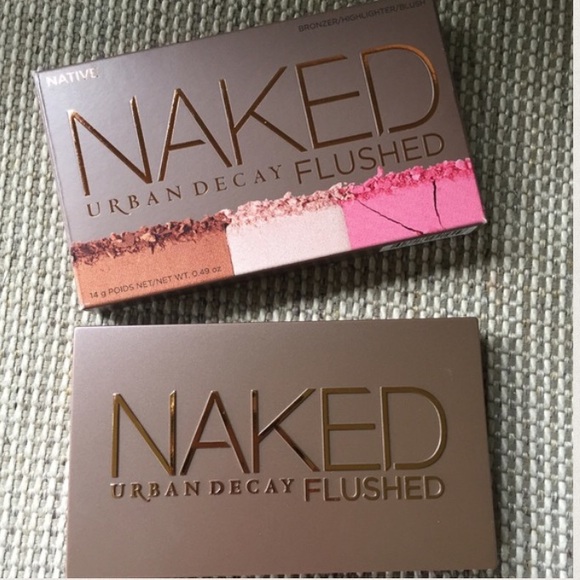 BRONZER/HIGHLIGHTER/BLUSH
NATIVE
NAKED
URBAN DECAY FLUSHED
14 g POIDS NET/NET WT. 0.49 oz
NAKED
URBAN DECAY FLUSHED